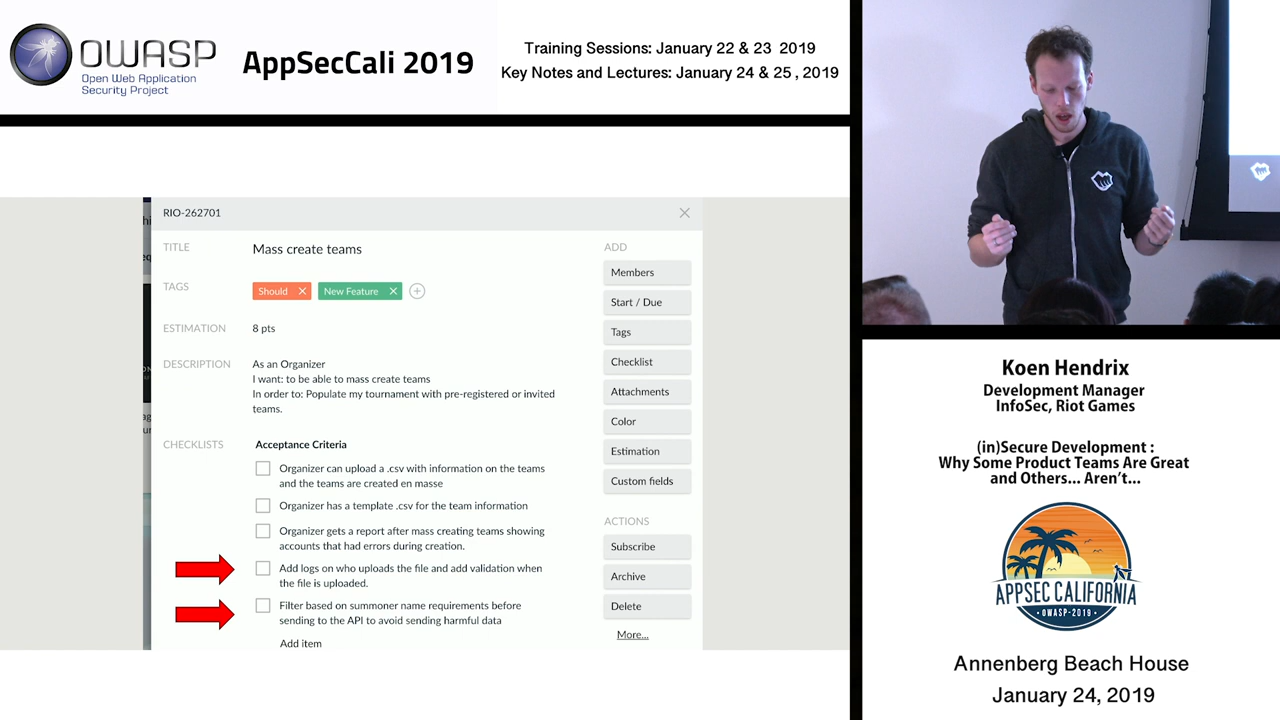 OWASP
Open Web Application
Security Project
AppSecCali 2019
Training Sessions: January 22 & 23 2019
Key Notes and Lectures: January 24 & 25 , 2019
RIO-262701
TITLE
Mass create teams
TAGS
Should
New Feature
ESTIMATION
8 pts
DESCRIPTION
As an Organizer
I want: to be able to mass create teams
In order to: Populate my tournament with pre-registered or invited
teams.
CHECKLISTS
Acceptance Criteria
Organizer can upload a .csv with information on the teams
and the teams are created en masse
Organizer has a template .csv for the team information
Organizer gets a report after mass creating teams showing
accounts that had errors during creation.
Add logs on who uploads the file and add validation when
the file is uploaded.
Filter based on summoner name requirements before
sending to the API to avoid sending harmful data
Add item
ADD
Members
Start / Due
Tags
Checklist
Attachments
Color
Estimation
Custom fields
ACTIONS
Subscribe
Archive
Delete
More...
Koen Hendrix
Development Manager
InfoSec, Riot Games
(in)Secure Development :
Why Some Product Teams Are Great
and Others... Aren't...
APPSEC CALIFORNIA
OWASP-2019
Annenberg Beach House
January 24, 2019